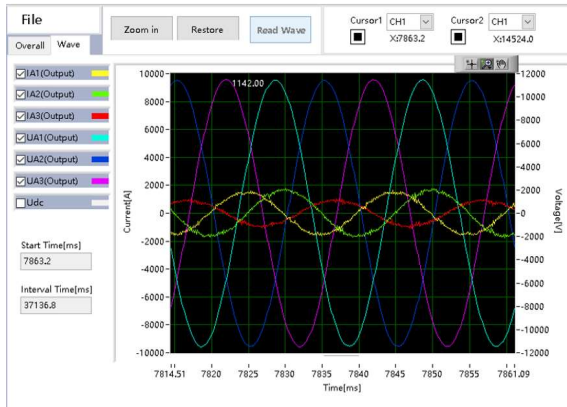 File
Zoom in Restore Read Wave
Cursor1 CH1 Cursor2 CH1
X:7863.2 X:14524.0
Overall Wave
IA1(Output)
IA2(Output)
IA3(Output)
UA1(Output)
UA2(Output)
UA3(Output)
Udc
Start Time[ms]
7863.2
Interval Time[ms]
37136.8
1142.00
Current[A]
10000
8000
6000
4000
2000
0
-2000
-4000
-6000
-8000
-10000
Voltage[V]
12000
10000
8000
6000
4000
2000
0
-2000
-4000
-6000
-8000
-10000
-12000
7814.51 7820 7825 7830 7835 7840 7845 7850 7855 7861.09
Time[ms]